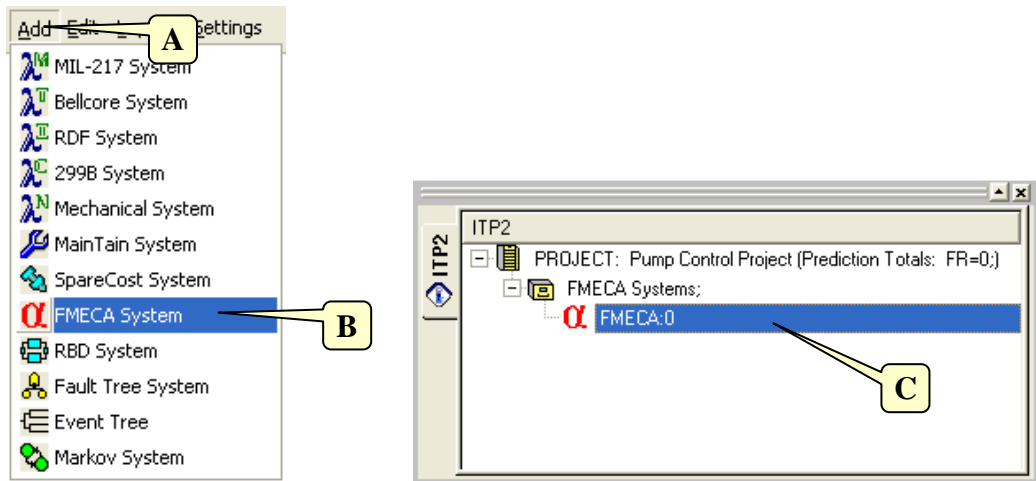 Add Edit Settings
A
MIL-217 System
Bellcore System
RDF System
299B System
Mechanical System
MainTain System
SpareCost System
FMECA System
B
RBD System
Fault Tree System
Event Tree
Markov System
ITP2
ITP2
PROJECT: Pump Control Project (Prediction Totals: FR=0;)
FMECA Systems;
FMECA:0
C